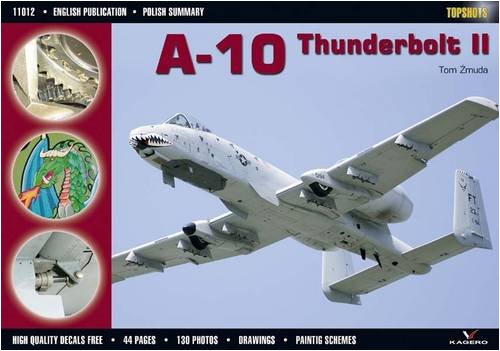 11012 • ENGLISH PUBLICATION • POLISH SUMMARY
TOPSHOTS
A-10 Thunderbolt II
Tom Żmuda
FT
HIGH QUALITY DECALS FREE • 44 PAGES • 130 PHOTOS • DRAWINGS • PAINTIG SCHEMES
KAGERO